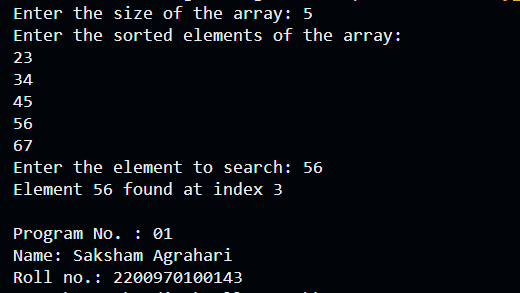 Enter the size of the array: 5
Enter the sorted elements of the array:
23
34
45
56
67
Enter the element to search: 56
Element 56 found at index 3
Program No. : 01
Name: Saksham Agrahari
Roll no.: 2200970100143